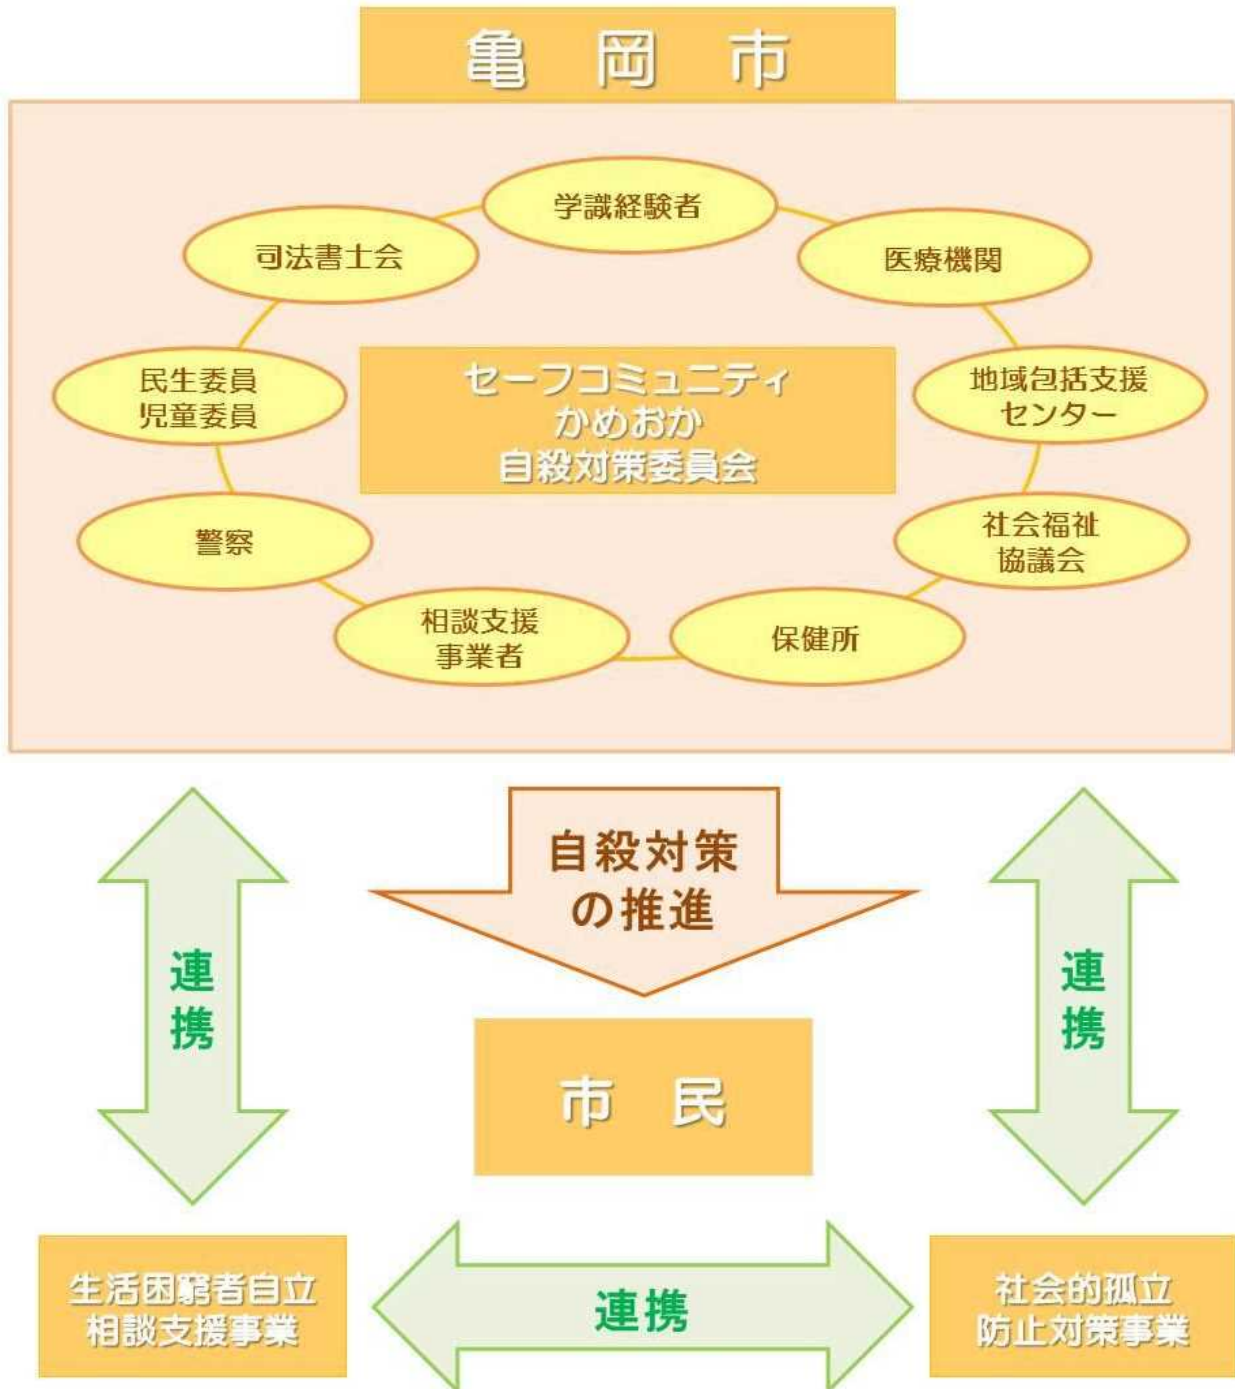 亀 岡 市
学識経験者
司法書士会
医療機関
民生委員
児童委員
セーフコミュニティ
かめおか
自殺対策委員会
地域包括支援
センター
警察
社会福祉
協議会
相談支援
事業者
保健所
自殺対策
の推進
連
携
連
携
市 民
生活困窮者自立
相談支援事業
連携
社会的孤立
防止対策事業